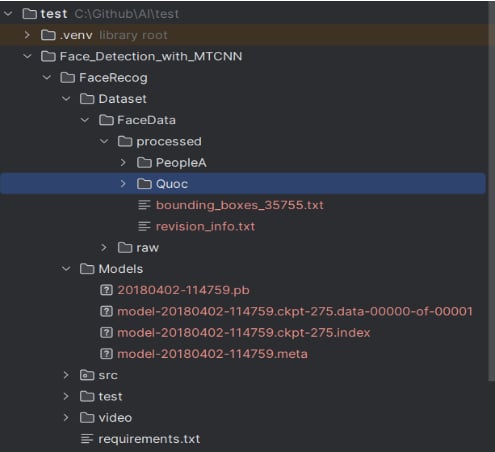 test C:\Github\AI\test
.venv library root
Face_Detection_with_MTCNN
FaceRecog
Dataset
FaceData
processed
PeopleA
Quoc
bounding_boxes_35755.txt
revision_info.txt
raw
Models
20180402-114759.pb
model-20180402-114759.ckpt-275.data-00000-of-00001
model-20180402-114759.ckpt-275.index
model-20180402-114759.meta
src
test
video
requirements.txt